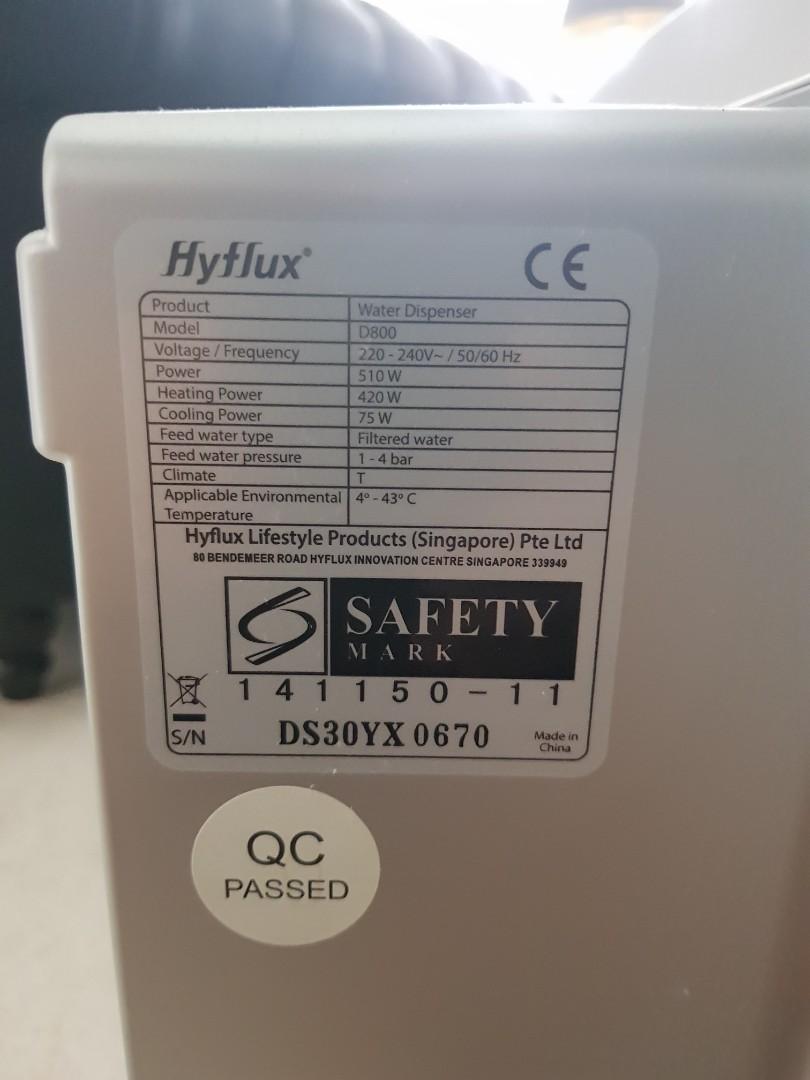 Hyflux®
CE
Product Water Dispenser
Model D800
Voltage / Frequency 220 - 240V~ / 50/60 Hz
Power 510 W
Heating Power 420 W
Cooling Power 75 W
Feed water type Filtered water
Feed water pressure 1 - 4 bar
Climate T
Applicable Environmental 4° - 43° C
Temperature
Hyflux Lifestyle Products (Singapore) Pte Ltd
80 BENDEMEER ROAD HYFLUX INNOVATION CENTRE SINGAPORE 339949
SAFETY
MARK
141150-11
S/N DS30YX 0670 Made in
China
QC
PASSED